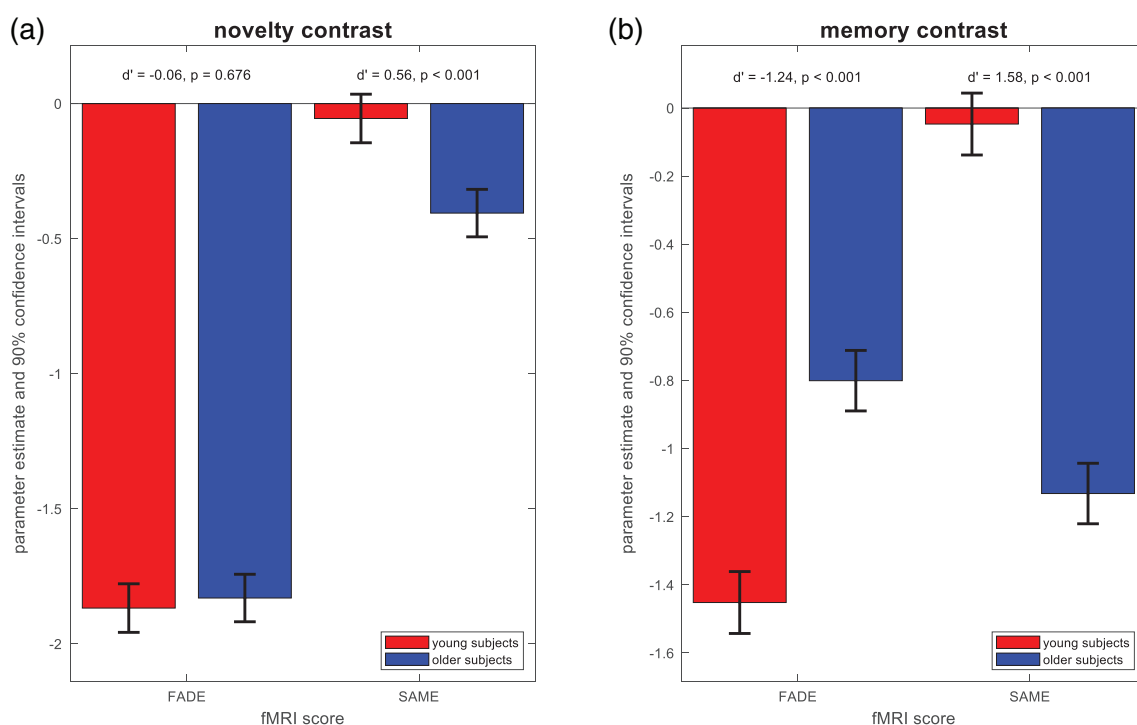 (a)
novelty contrast
d' = -0.06, p = 0.676
d' = 0.56, p < 0.001
0
-0.5
-1
-1.5
-2
parameter estimate and 90% confidence intervals
young subjects
older subjects
FADE
SAME
fMRI score
(b)
memory contrast
d' = -1.24, p < 0.001
d' = 1.58, p < 0.001
0
-0.2
-0.4
-0.6
-0.8
-1
-1.2
-1.4
-1.6
parameter estimate and 90% confidence intervals
young subjects
older subjects
FADE
SAME
fMRI score